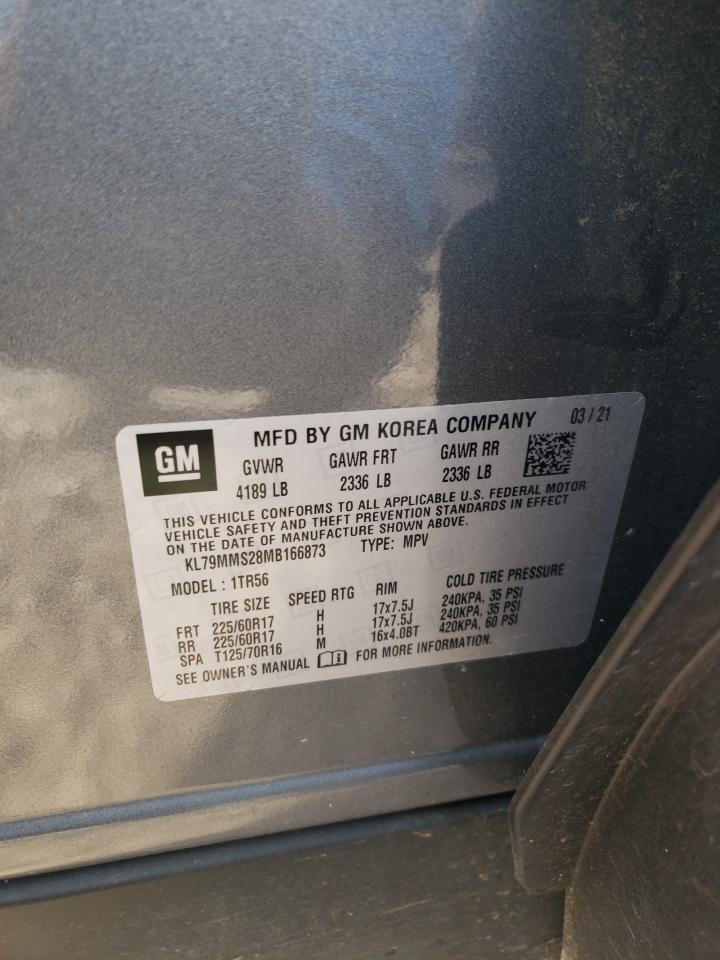 GM
MFD BY GM KOREA COMPANY 03/21
GVWR GAWR FRT GAWR RR
4189 LB 2336 LB 2336 LB
THIS VEHICLE CONFORMS TO ALL APPLICABLE U.S. FEDERAL MOTOR
VEHICLE SAFETY AND THEFT PREVENTION STANDARDS IN EFFECT
ON THE DATE OF MANUFACTURE SHOWN ABOVE.
KL79MMS28MB166873 TYPE: MPV
MODEL : 1TR56
TIRE SIZE SPEED RTG RIM COLD TIRE PRESSURE
FRT 225/60R17 H 17x7.5J 240KPA, 35 PSI
RR 225/60R17 H 17x7.5J 240KPA, 35 PSI
SPA T125/70R16 M 16x4.0BT 420KPA, 60 PSI
SEE OWNER'S MANUAL FOR MORE INFORMATION.